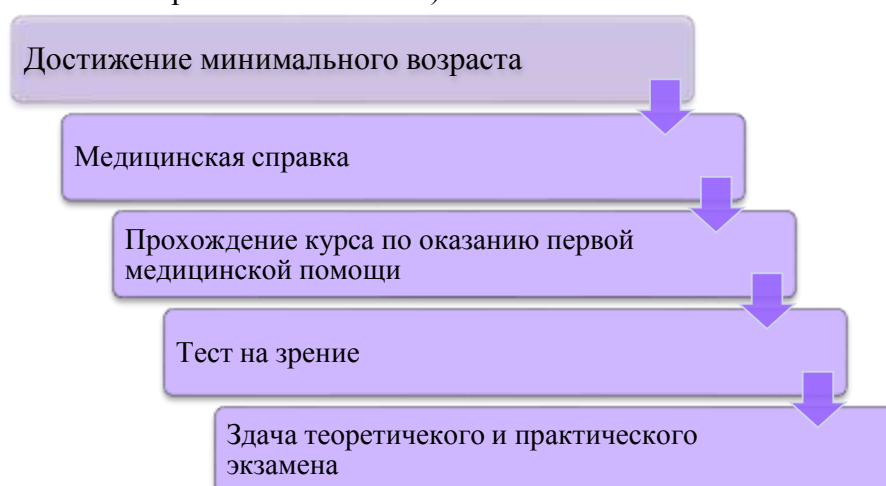 Достижение минимального возраста
Медицинская справка
Прохождение курса по оказанию первой
медицинской помощи
Тест на зрение
Здача теоретичекого и практического
экзамена